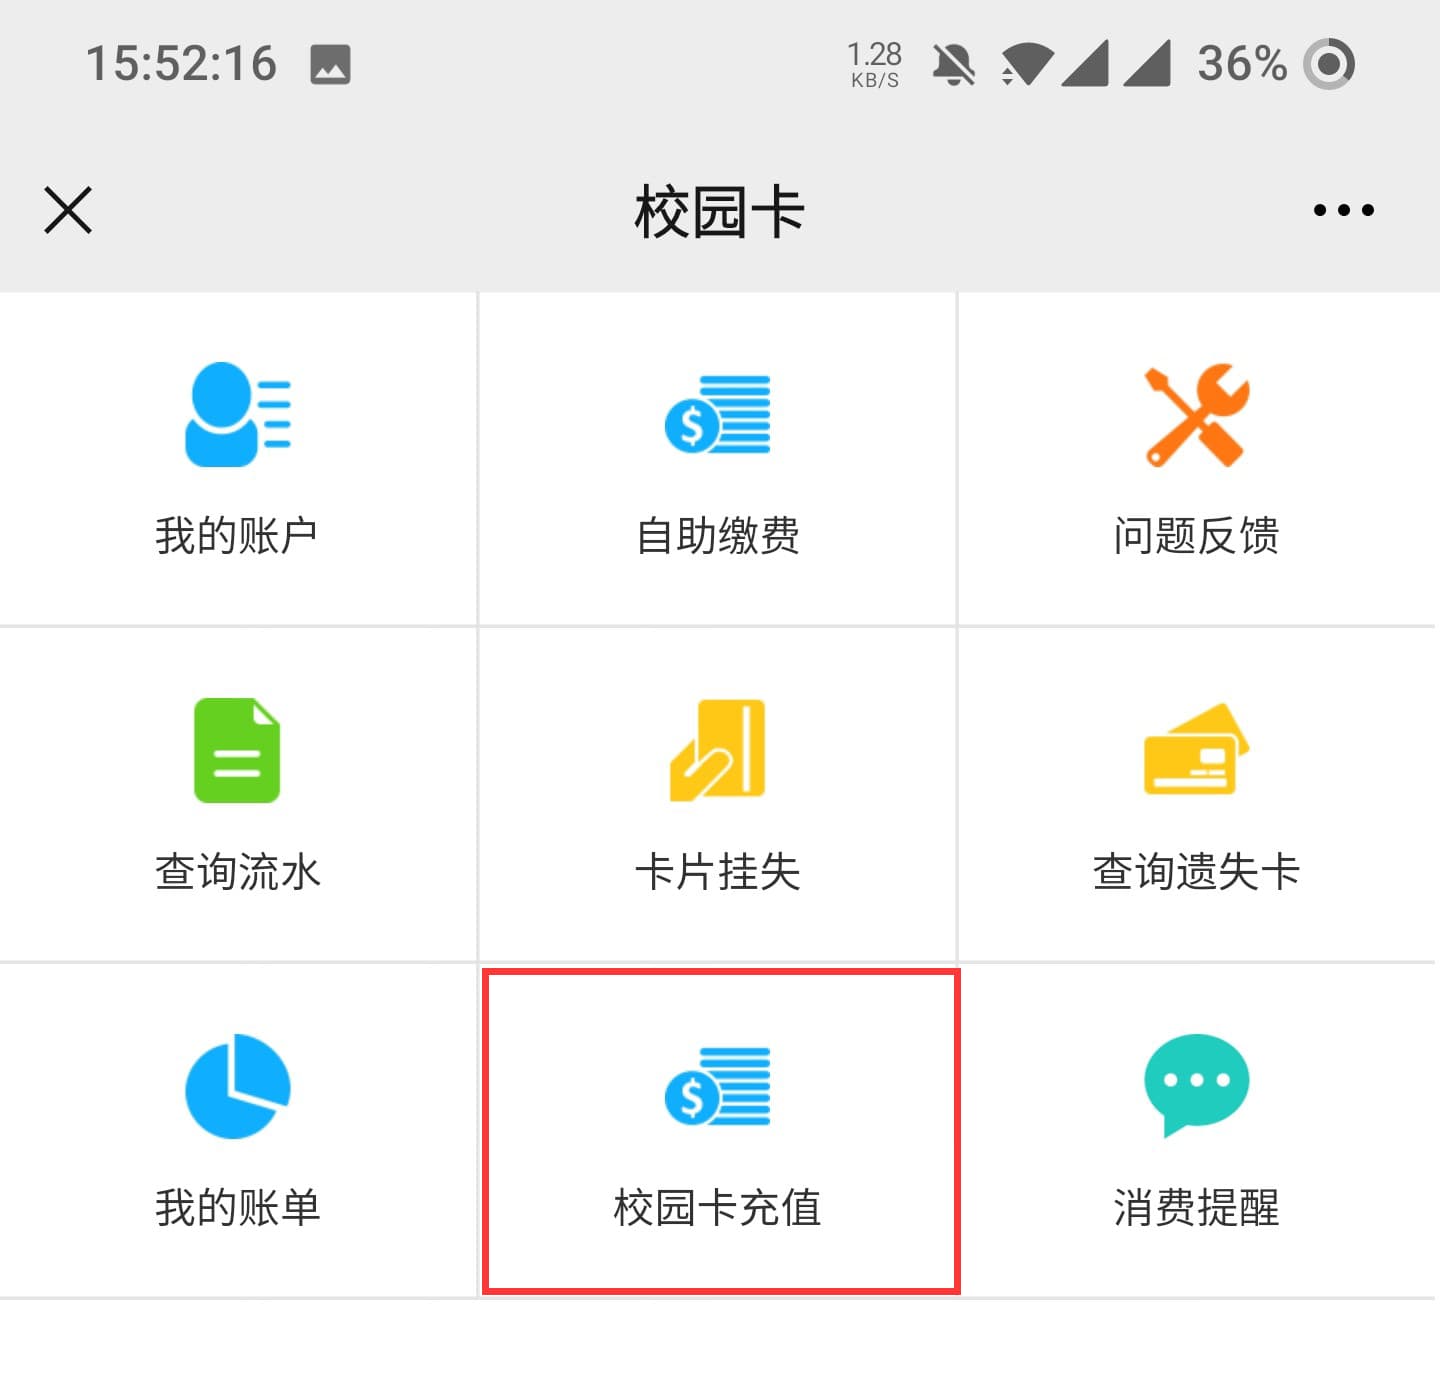 15:52:16
1.28
KB/S
36%
校园卡
我的账户
自助缴费
问题反馈
查询流水
卡片挂失
查询遗失卡
我的账单
校园卡充值
消费提醒